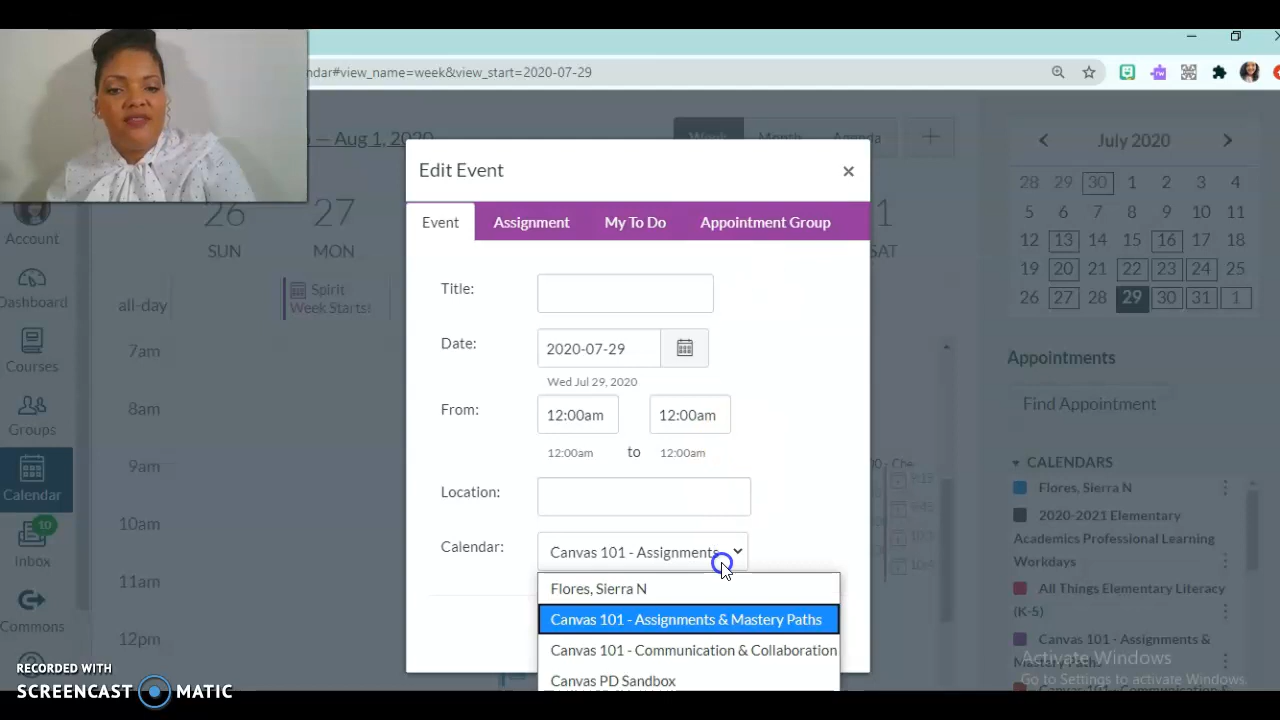 ndar#view_name=week&view_start=2020-07-29
— Aug 1, 2020
Week
Month
Agenda
26
SUN
27
MON
1
SAT
all-day
Spirit
Week Starts!
7am
8am
9am
10am
11am
12pm
Account
Dashboard
Courses
Groups
Calendar
10
Inbox
Commons
Edit Event
×
Event
Assignment
My To Do
Appointment Group
Title:
Date:
2020-07-29
Wed Jul 29, 2020
From:
12:00am
12:00am
12:00am
to
12:00am
Location:
Calendar:
Canvas 101 - Assignments
Flores, Sierra N
Canvas 101 - Assignments & Mastery Paths
Canvas 101 - Communication & Collaboration
Canvas PD Sandbox
July 2020
28 29 30 1 2 3 4
5 6 7 8 9 10 11
12 13 14 15 16 17 18
19 20 21 22 23 24 25
26 27 28 29 30 31 1
Appointments
Find Appointment
CALENDARS
Flores, Sierra N
2020-2021 Elementary
Academics Professional Learning
Workdays
All Things Elementary Literacy
(K-5)
Canvas 101 - Assignments &
Mastery Paths
Activate Windows
Go to Settings to activate Windows.
RECORDED WITH
SCREENCAST MATIC